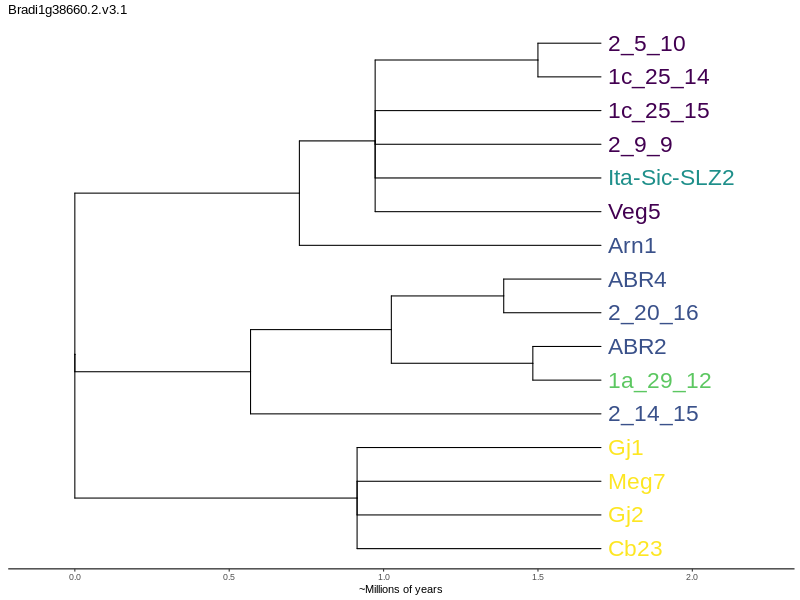 Bradi1g38660.2.v3.1
2_5_10
1c_25_14
1c_25_15
2_9_9
Ita-Sic-SLZ2
Veg5
Arn1
ABR4
2_20_16
ABR2
1a_29_12
2_14_15
Gj1
Meg7
Gj2
Cb23
0.0 0.5 1.0 1.5 2.0
~Millions of years